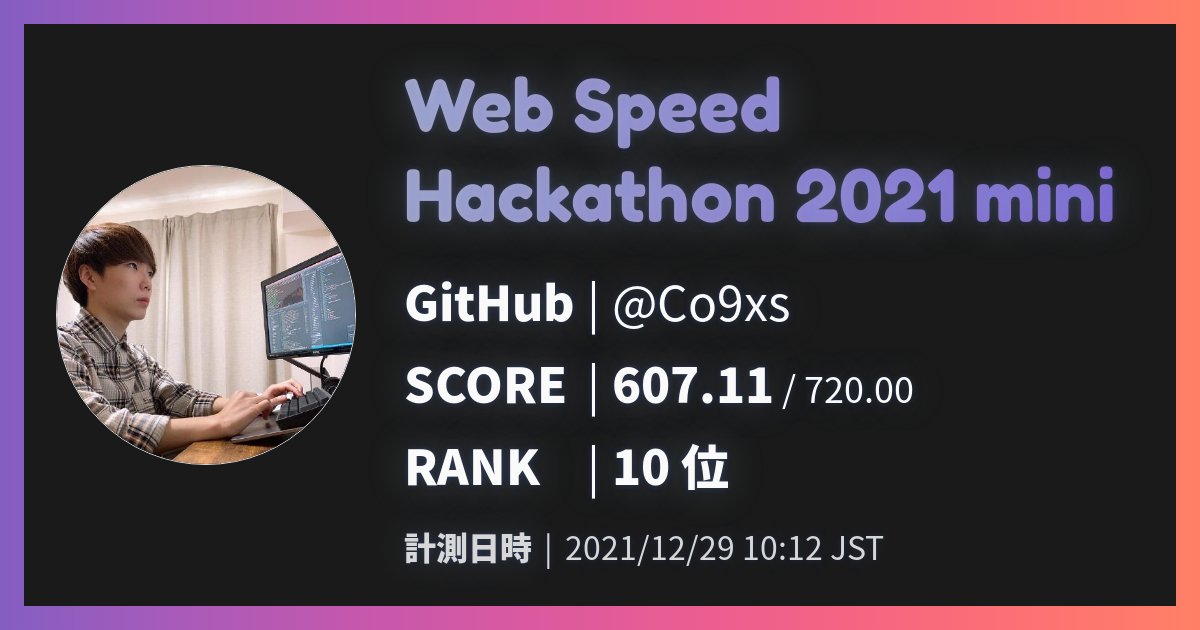 Web Speed
Hackathon 2021 mini
GitHub | @Co9xs
SCORE | 607.11 / 720.00
RANK | 10 位
計測日時 | 2021/12/29 10:12 JST